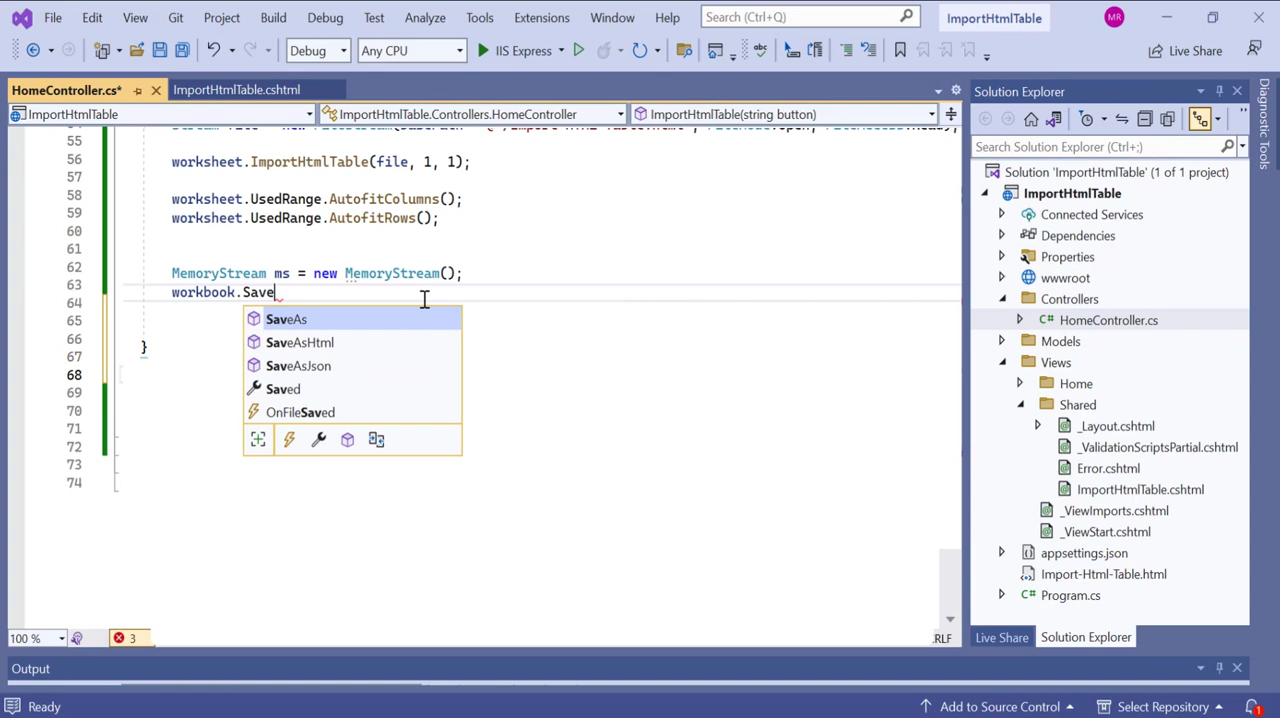 File Edit View Git Project Build Debug Test Analyze Tools Extensions Window Help Search (Ctrl+Q) ImportHtmlTable MR
Debug Any CPU IIS Express Live Share
HomeController.cs* ImportHtmlTable.cshtml
ImportHtmlTable ImportHtmlTable.Controllers.HomeController ImportHtmlTable(string button)
55
56 worksheet.ImportHtmlTable(file, 1, 1);
57
58 worksheet.UsedRange.AutofitColumns();
59 worksheet.UsedRange.AutofitRows();
60
61
62 MemoryStream ms = new MemoryStream();
63 workbook.Save
64
65
66 }
67
68
69
70
71
72
73
74
SaveAs
SaveAsHtml
SaveAsJson
Saved
OnFileSaved
100 % 3 RLF
Output
Ready Add to Source Control Select Repository 1
Solution Explorer
Search Solution Explorer (Ctrl+;)
Solution 'ImportHtmlTable' (1 of 1 project)
ImportHtmlTable
Connected Services
Dependencies
Properties
wwwroot
Controllers
C# HomeController.cs
Models
Views
Home
Shared
_Layout.cshtml
_ValidationScriptsPartial.cshtml
Error.cshtml
ImportHtmlTable.cshtml
_ViewImports.cshtml
_ViewStart.cshtml
appsettings.json
Import-Html-Table.html
C# Program.cs
Live Share Solution Explorer
Diagnostic Tools